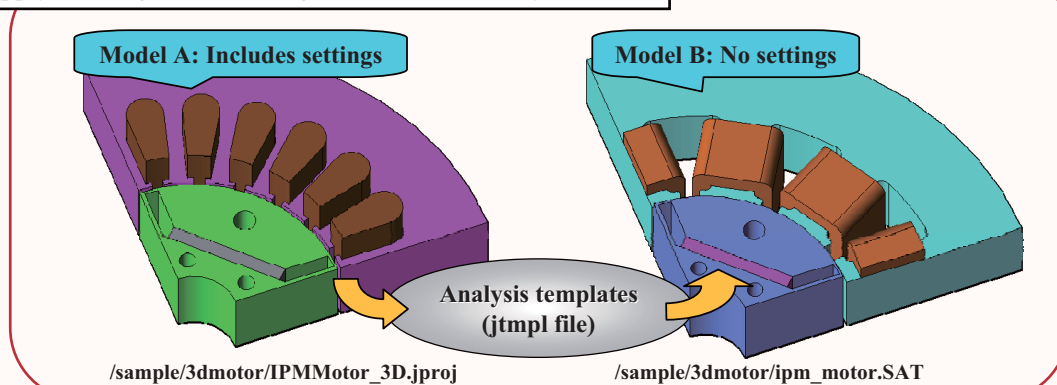 Model A: Includes settings
Model B: No settings
Analysis templates
(jtmpl file)
/sample/3dmotor/IPMMotor_3D.jproj
/sample/3dmotor/ipm_motor.SAT